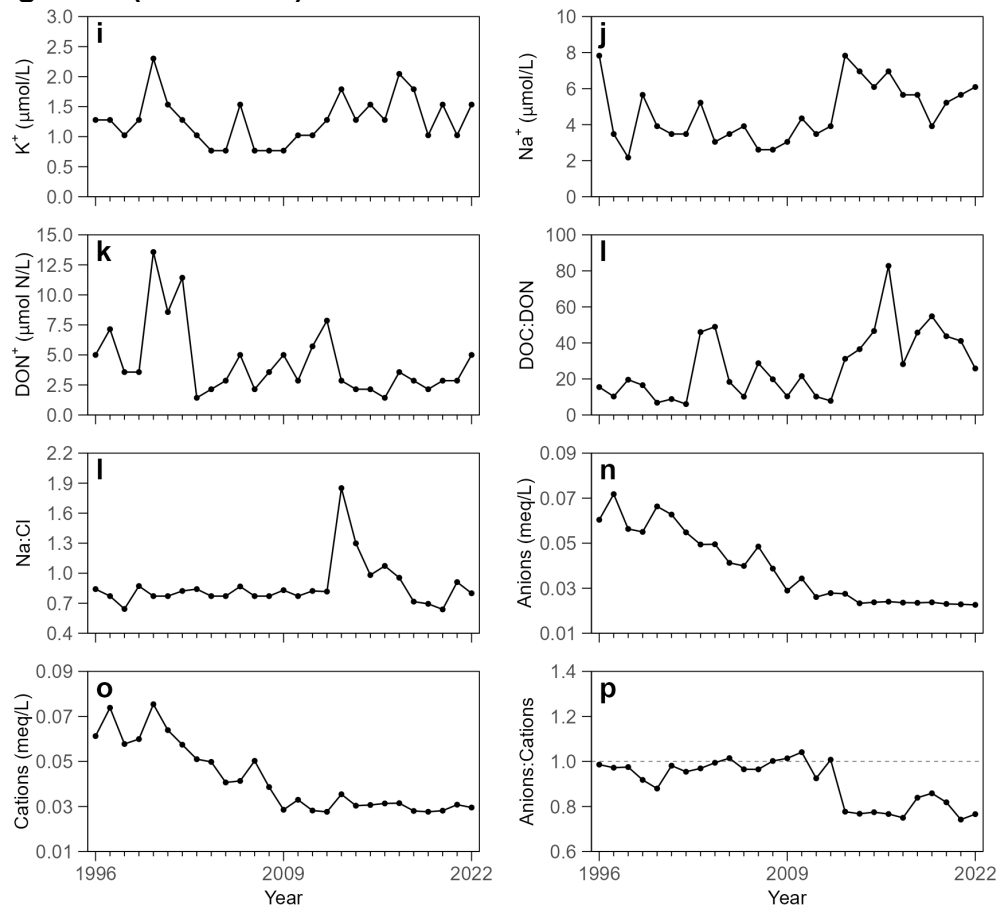 i
K⁺ (µmol/L)
3.0
2.5
2.0
1.5
1.0
0.5
0.0
j
Na⁺ (µmol/L)
10
8
6
4
2
0
k
DON⁺ (µmol N/L)
15.0
12.5
10.0
7.5
5.0
2.5
0.0
l
DOC:DON
100
80
60
40
20
0
l
Na:Cl
2.2
1.9
1.6
1.3
1.0
0.7
0.4
n
Anions (meq/L)
0.09
0.07
0.05
0.03
0.01
o
Cations (meq/L)
0.09
0.07
0.05
0.03
0.01
1996 2009 2022
Year
p
Anions:Cations
1.4
1.2
1.0
0.8
0.6
1996 2009 2022
Year